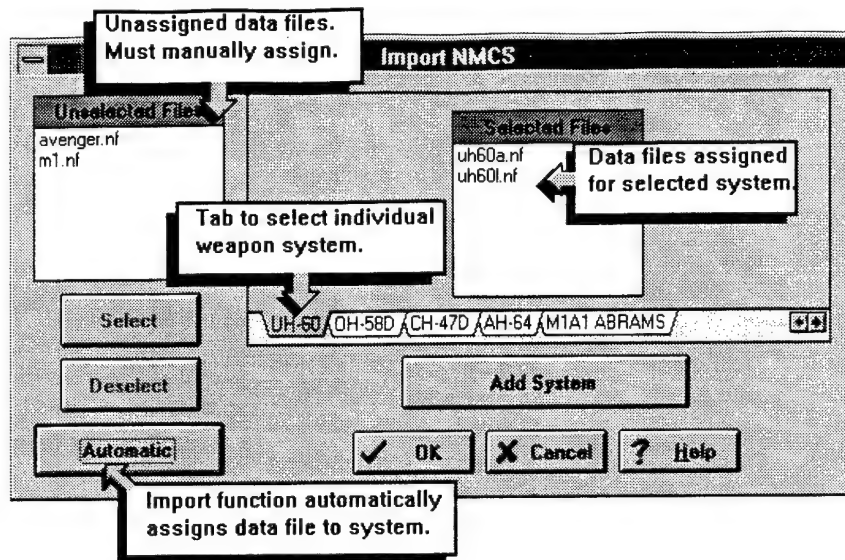 Unassigned data files.
Must manually assign.
Import NMCS
Unselected Files
avenger.nf
m1.nf
Selected Files
uh60a.nf
uh60l.nf
Data files assigned
for selected system.
Tab to select individual
weapon system.
UH-60 OH-58D CH-47D AH-64 M1A1 ABRAMS
Select
Deselect
Automatic
Add System
OK
Cancel
? Help
Import function automatically
assigns data file to system.